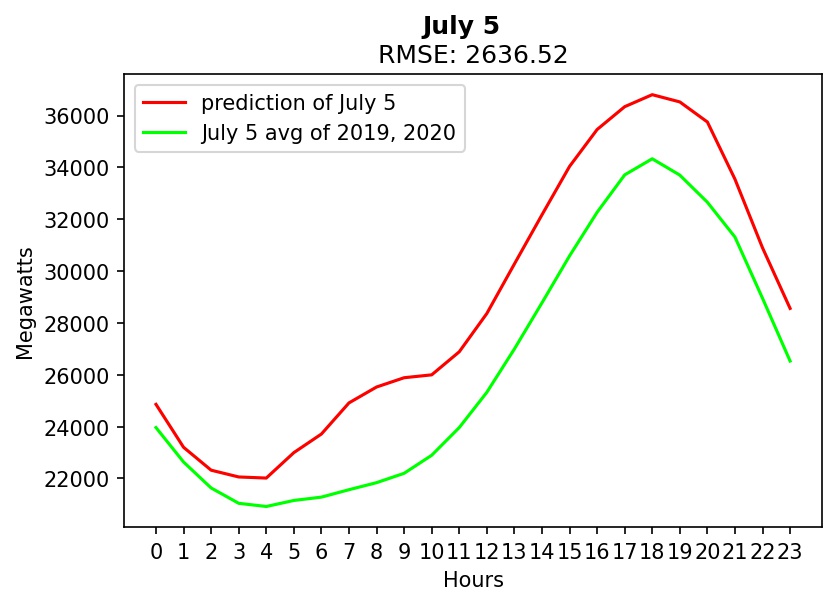 July 5
RMSE: 2636.52
prediction of July 5
July 5 avg of 2019, 2020
36000
34000
32000
30000
28000
26000
24000
22000
Megawatts
0 1 2 3 4 5 6 7 8 9 10 11 12 13 14 15 16 17 18 19 20 21 22 23
Hours